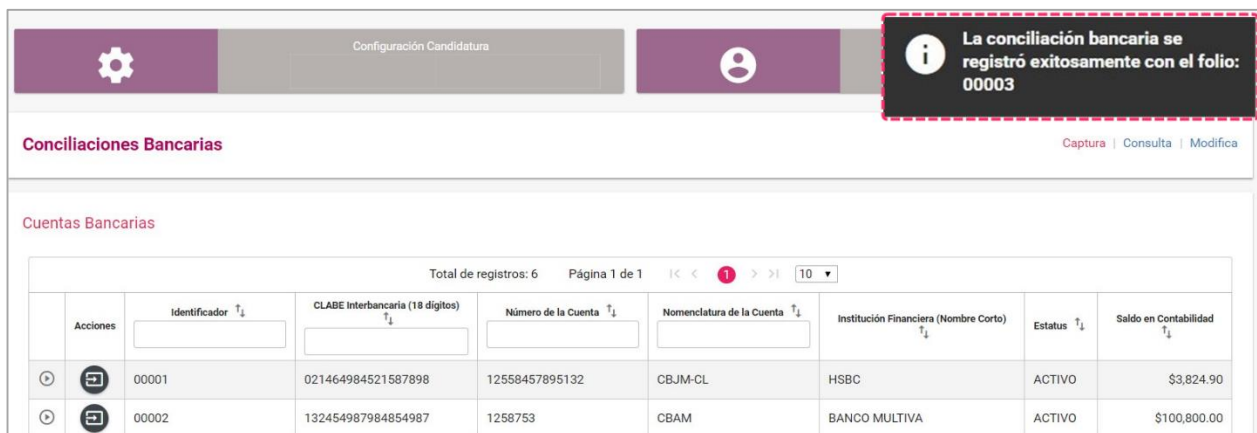 Configuración Candidatura
La conciliación bancaria se
registró exitosamente con el folio:
00003
Conciliaciones Bancarias
Captura | Consulta | Modifica
Cuentas Bancarias
Total de registros: 6 Página 1 de 1 |< < 1 > >| 10
Acciones Identificador CLABE Interbancaria (18 dígitos) Número de la Cuenta Nomenclatura de la Cuenta Institución Financiera (Nombre Corto) Estatus Saldo en Contabilidad
00001 021464984521587898 12558457895132 CBJM-CL HSBC ACTIVO $3,824.90
00002 132454987984854987 1258753 CBAM BANCO MULTIVA ACTIVO $100,800.00